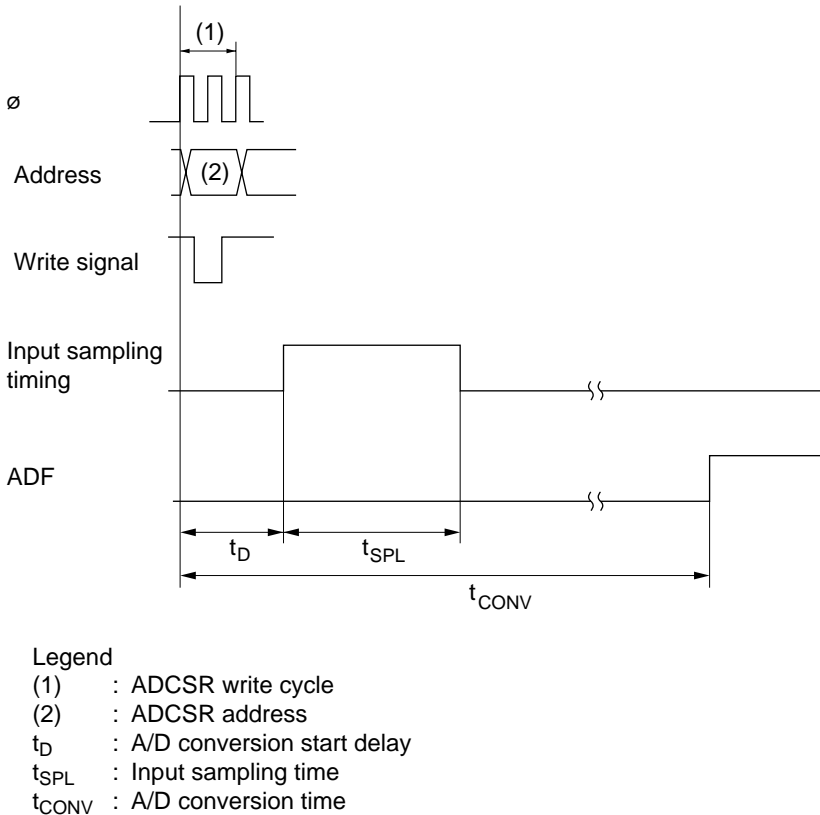 (1)
ø
Address
(2)
Write signal
Input sampling
timing
ADF
tD
tSPL
tCONV
Legend
(1) : ADCSR write cycle
(2) : ADCSR address
tD : A/D conversion start delay
tSPL : Input sampling time
tCONV : A/D conversion time